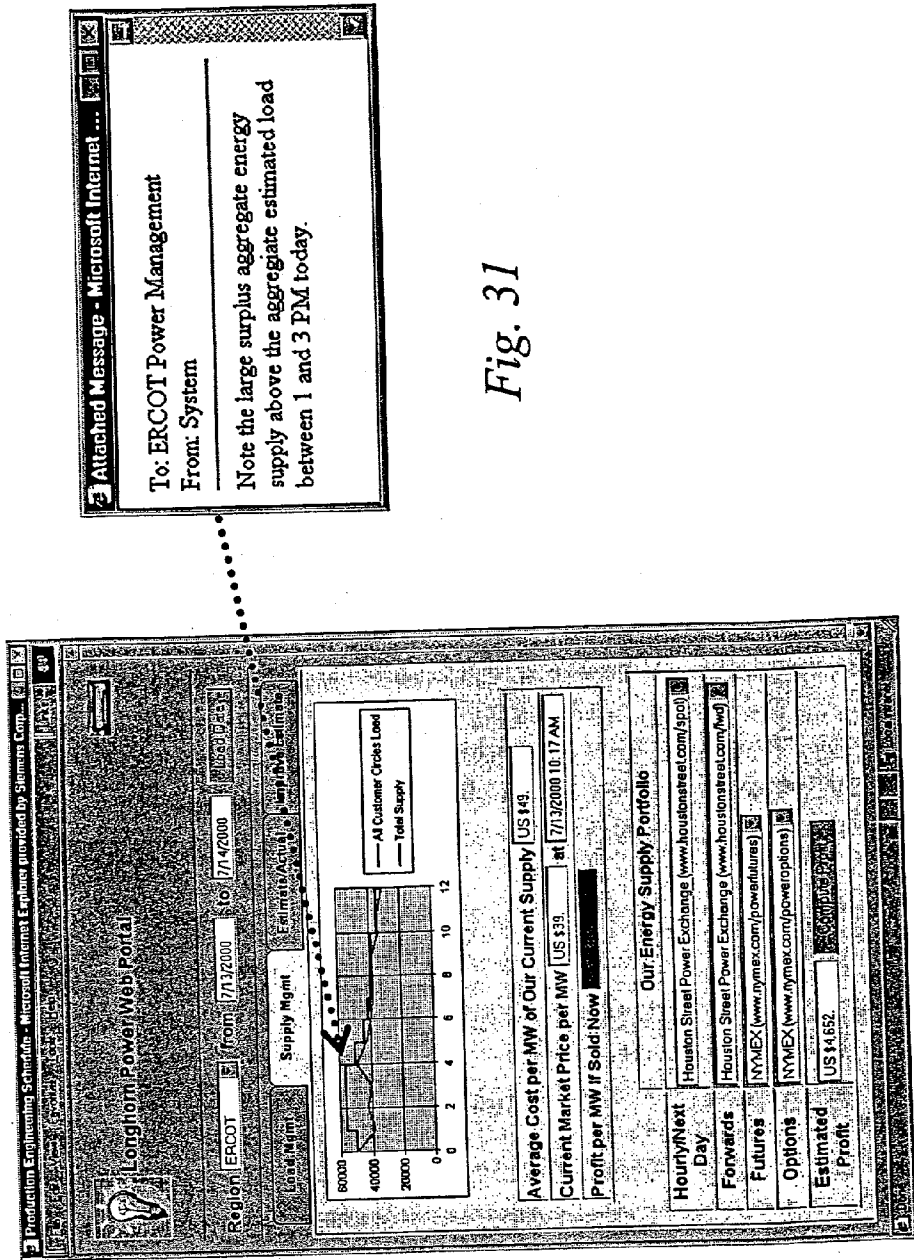 Production Engineering Schedule - Microsoft Internet Explorer provided by Siemens Corp...
Longhorn Power Web Portal
Region ERCOT From 7/13/2000 to 7/14/2000 Load Data
Load Mgmt Supply Mgmt Estimate/Actual
60000
40000
20000
0
0 2 4 6 8 10 12
All Customer Circles Load
Total Supply
Average Cost per MW of Our Current Supply US $49.
Current Market Price per MW US $39. at 7/13/2000 10:17 AM
Profit per MW If Sold Now
Our Energy Supply Portfolio
Hourly/Next Day Houston Street Power Exchange (www.houstonstreet.com/spot)
Forwards Houston Street Power Exchange (www.houstonstreet.com/fwd)
Futures NYMEX (www.nymex.com/powerfutures)
Options NYMEX (www.nymex.com/poweroptions)
Estimated Profit US $4,652. Compute Profit
Attached Message - Microsoft Internet ...
To: ERCOT Power Management
From: System
Note the large surplus aggregate energy
supply above the aggregiate estimated load
between 1 and 3 PM today.
Fig. 31